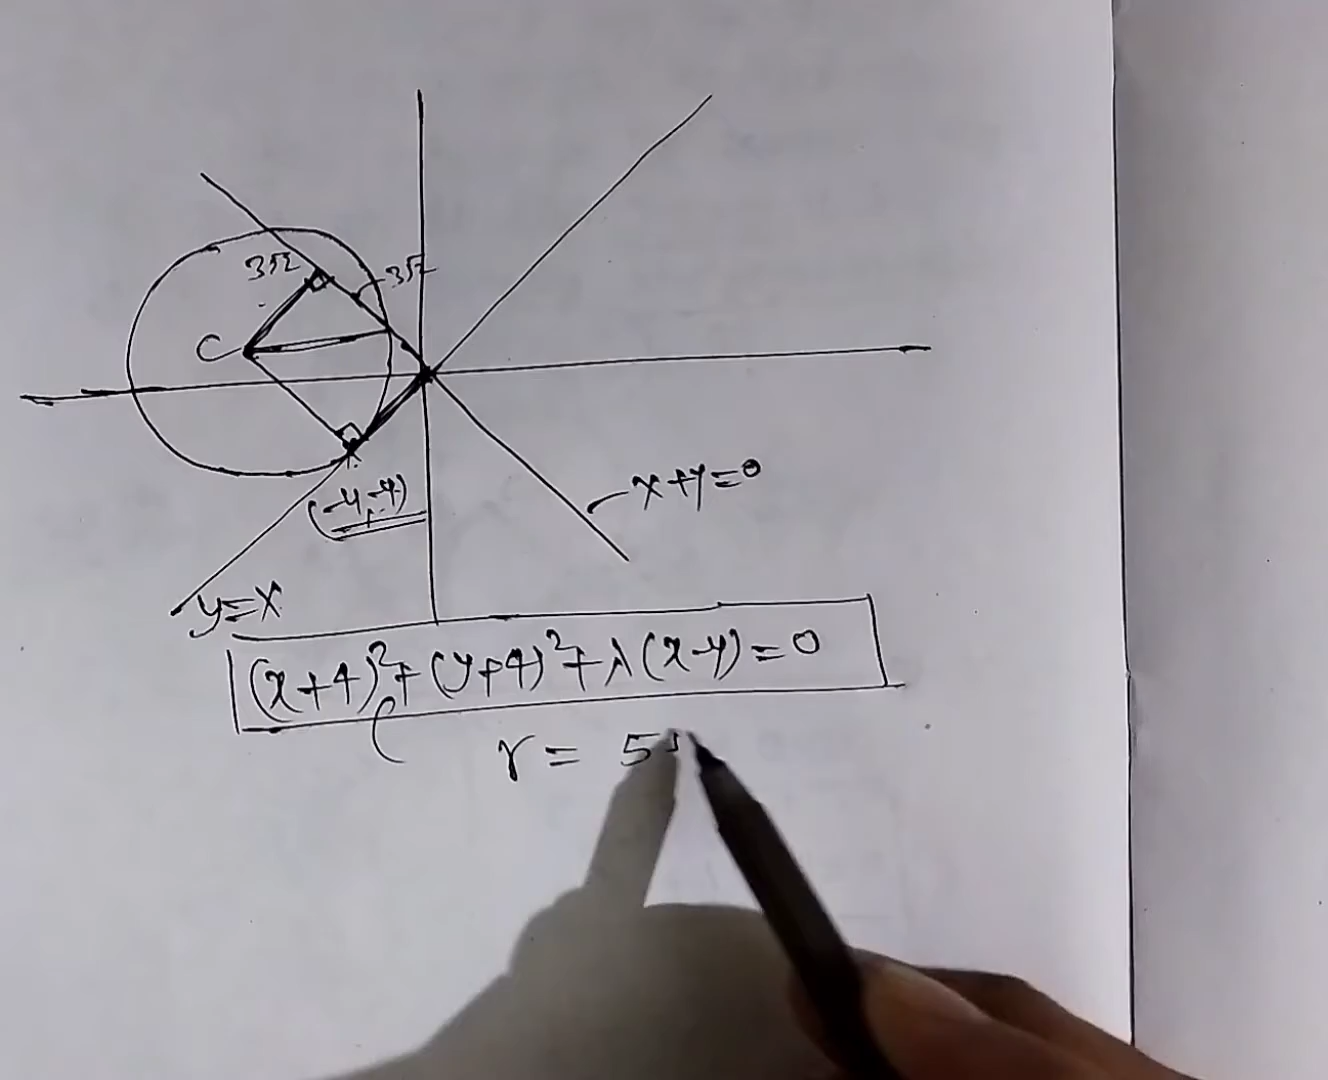 3√2
3√2
C
x+y=0
(-4,-4)
y=x
(x+4)²+(y+4)²+λ(x-y)=0
r = 5